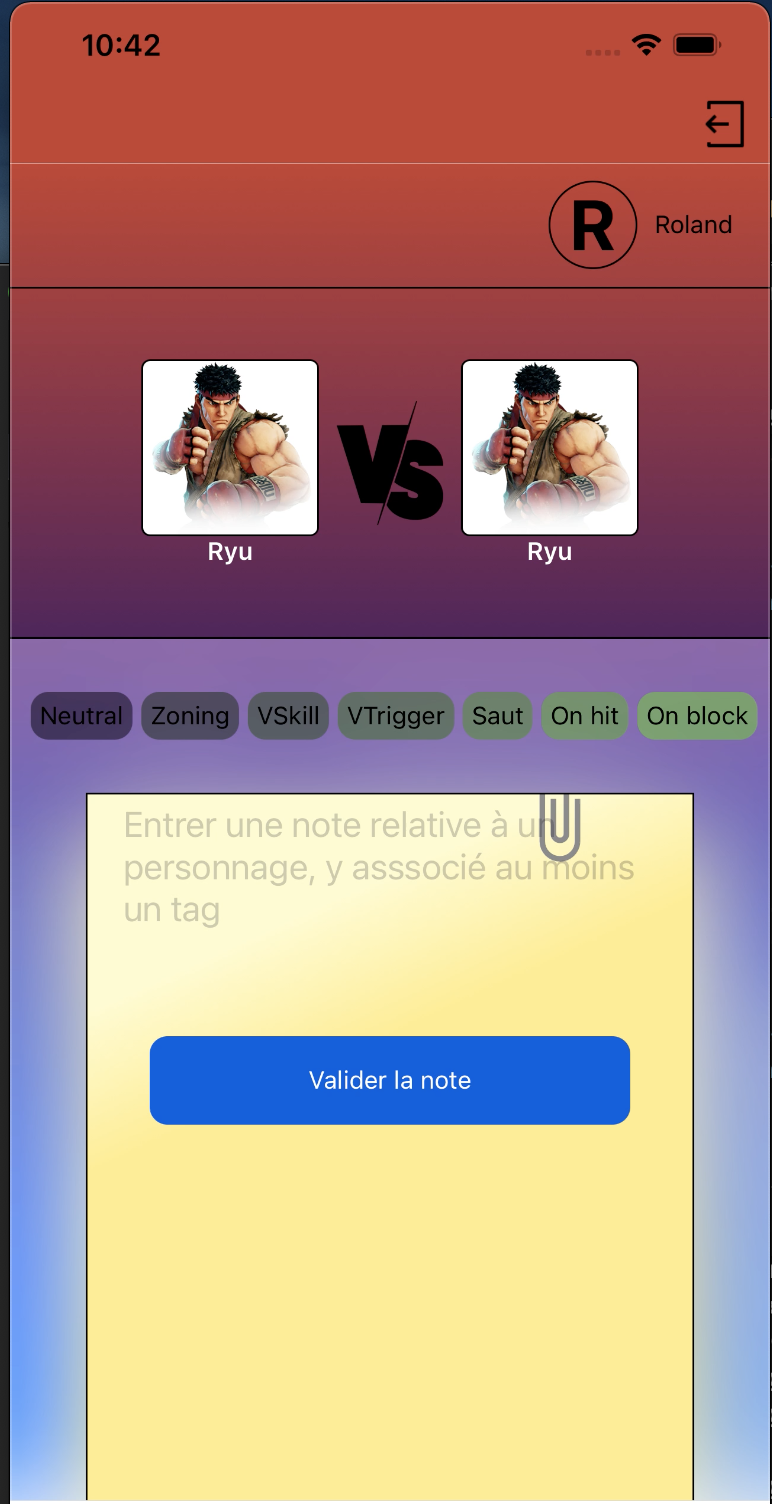 10:42
R Roland
VS
Ryu Ryu
Neutral Zoning VSkill VTrigger Saut On hit On block
Entrer une note relative à un
personnage, y asssocié au moins
un tag
Valider la note